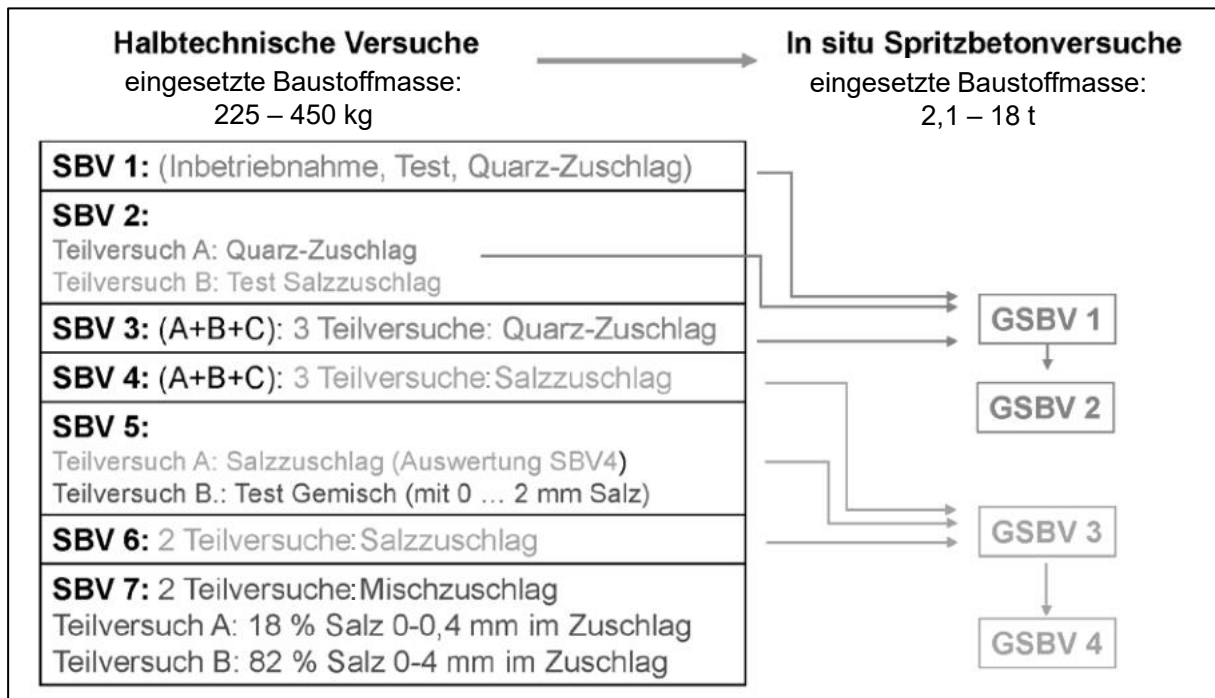 Halbtechnische Versuche
eingesetzte Baustoffmasse:
225 – 450 kg
In situ Spritzbetonversuche
eingesetzte Baustoffmasse:
2,1 – 18 t
SBV 1: (Inbetriebnahme, Test, Quarz-Zuschlag)
SBV 2:
Teilversuch A: Quarz-Zuschlag
Teilversuch B: Test Salzzuschlag
SBV 3: (A+B+C): 3 Teilversuche: Quarz-Zuschlag
SBV 4: (A+B+C): 3 Teilversuche: Salzzuschlag
SBV 5:
Teilversuch A: Salzzuschlag (Auswertung SBV4)
Teilversuch B.: Test Gemisch (mit 0 … 2 mm Salz)
SBV 6: 2 Teilversuche: Salzzuschlag
SBV 7: 2 Teilversuche: Mischzuschlag
Teilversuch A: 18 % Salz 0-0,4 mm im Zuschlag
Teilversuch B: 82 % Salz 0-4 mm im Zuschlag
GSBV 1
GSBV 2
GSBV 3
GSBV 4